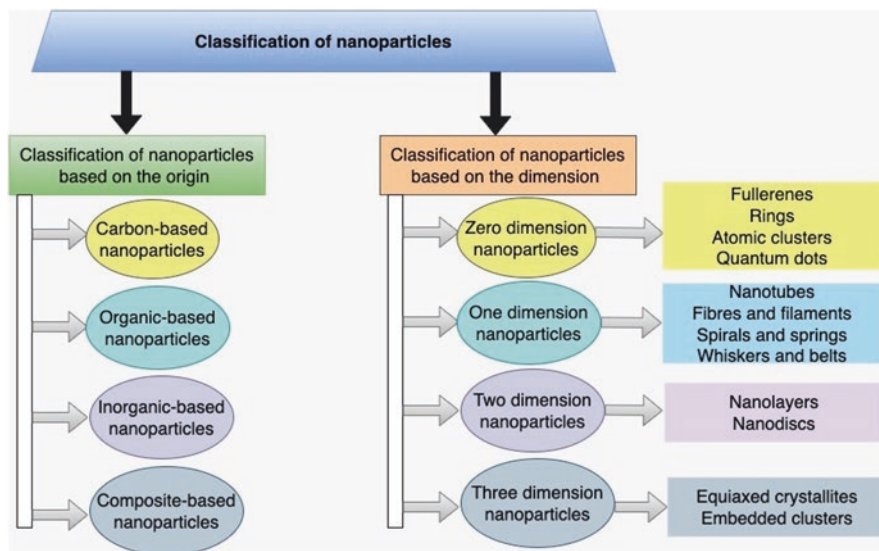 Classification of nanoparticles
Classification of nanoparticles
based on the origin
Carbon-based
nanoparticles
Organic-based
nanoparticles
Inorganic-based
nanoparticles
Composite-based
nanoparticles
Classification of nanoparticles
based on the dimension
Zero dimension
nanoparticles
Fullerenes
Rings
Atomic clusters
Quantum dots
One dimension
nanoparticles
Nanotubes
Fibres and filaments
Spirals and springs
Whiskers and belts
Two dimension
nanoparticles
Nanolayers
Nanodiscs
Three dimension
nanoparticles
Equiaxed crystallites
Embedded clusters